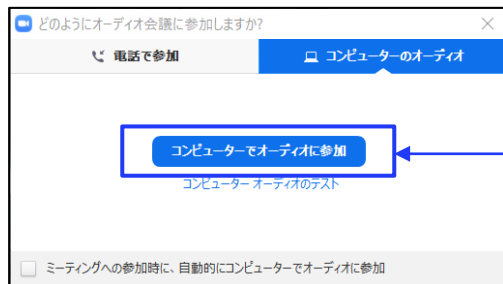 どのようにオーディオ会議に参加しますか?
電話で参加
コンピューターのオーディオ
コンピューターでオーディオに参加
コンピューター オーディオのテスト
ミーティングへの参加時に、自動的にコンピューターでオーディオに参加